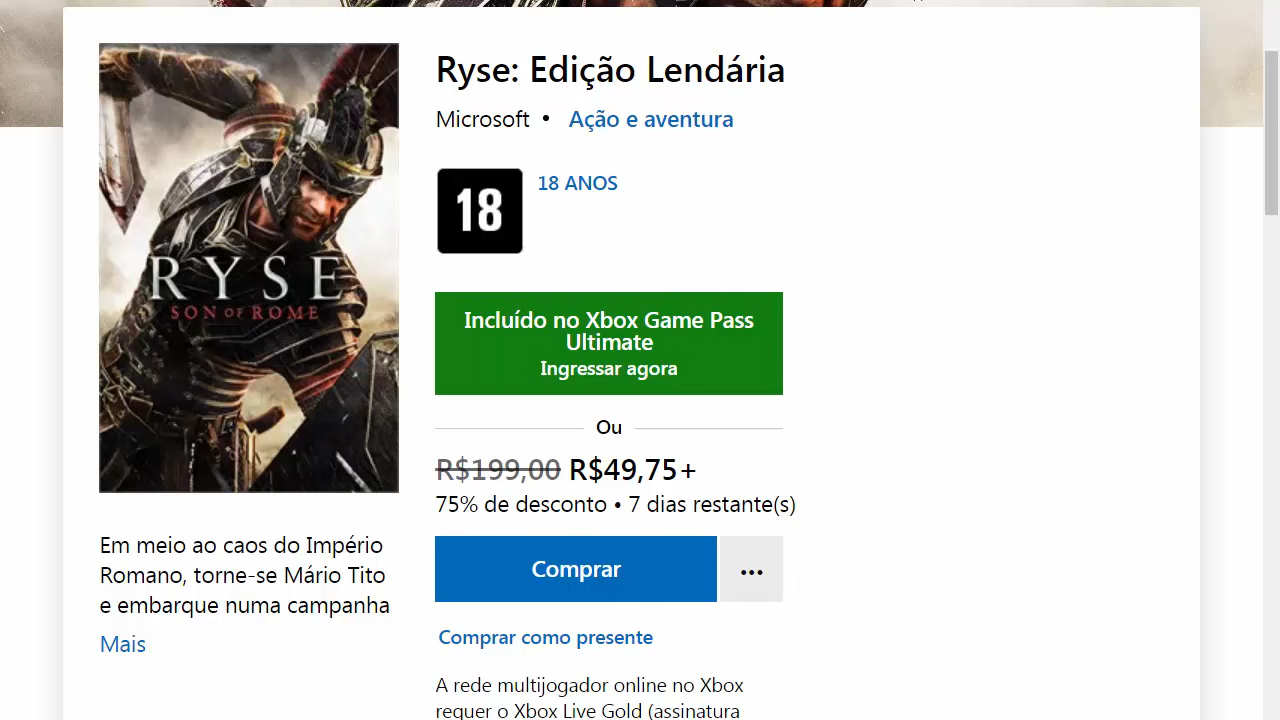 Ryse: Edição Lendária
Microsoft • Ação e aventura
18
18 ANOS
RYSE
SON OF ROME
Incluído no Xbox Game Pass
Ultimate
Ingressar agora
Ou
R$199,00 R$49,75+
75% de desconto • 7 dias restante(s)
Comprar
...
Comprar como presente
Em meio ao caos do Império
Romano, torne-se Mário Tito
e embarque numa campanha
Mais
A rede multijogador online no Xbox
requer o Xbox Live Gold (assinatura